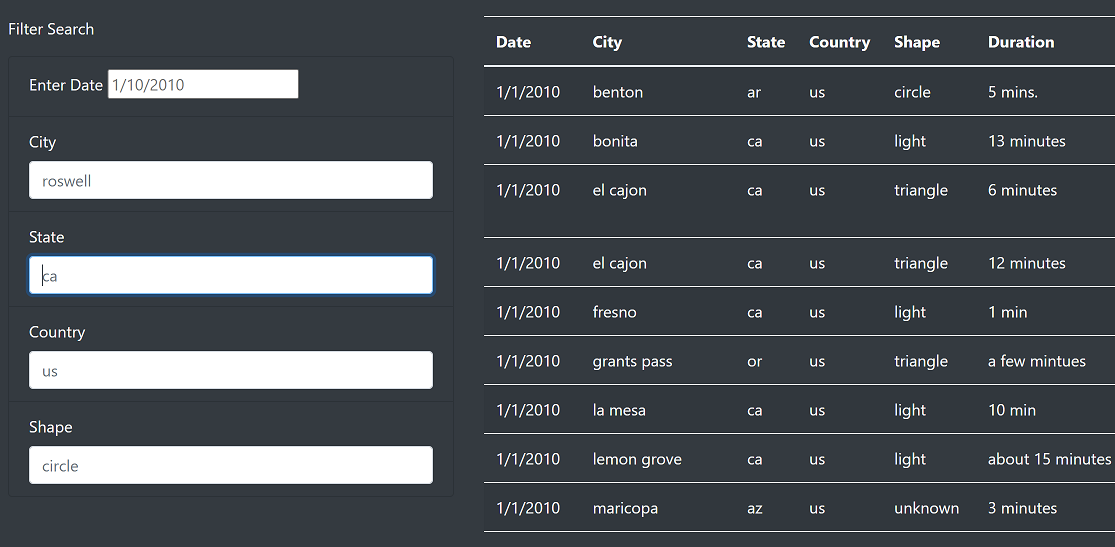 Filter Search
Enter Date 1/10/2010
City
roswell
State
ca
Country
us
Shape
circle
Date City State Country Shape Duration
1/1/2010 benton ar us circle 5 mins.
1/1/2010 bonita ca us light 13 minutes
1/1/2010 el cajon ca us triangle 6 minutes
1/1/2010 el cajon ca us triangle 12 minutes
1/1/2010 fresno ca us light 1 min
1/1/2010 grants pass or us triangle a few mintues
1/1/2010 la mesa ca us light 10 min
1/1/2010 lemon grove ca us light about 15 minutes
1/1/2010 maricopa az us unknown 3 minutes